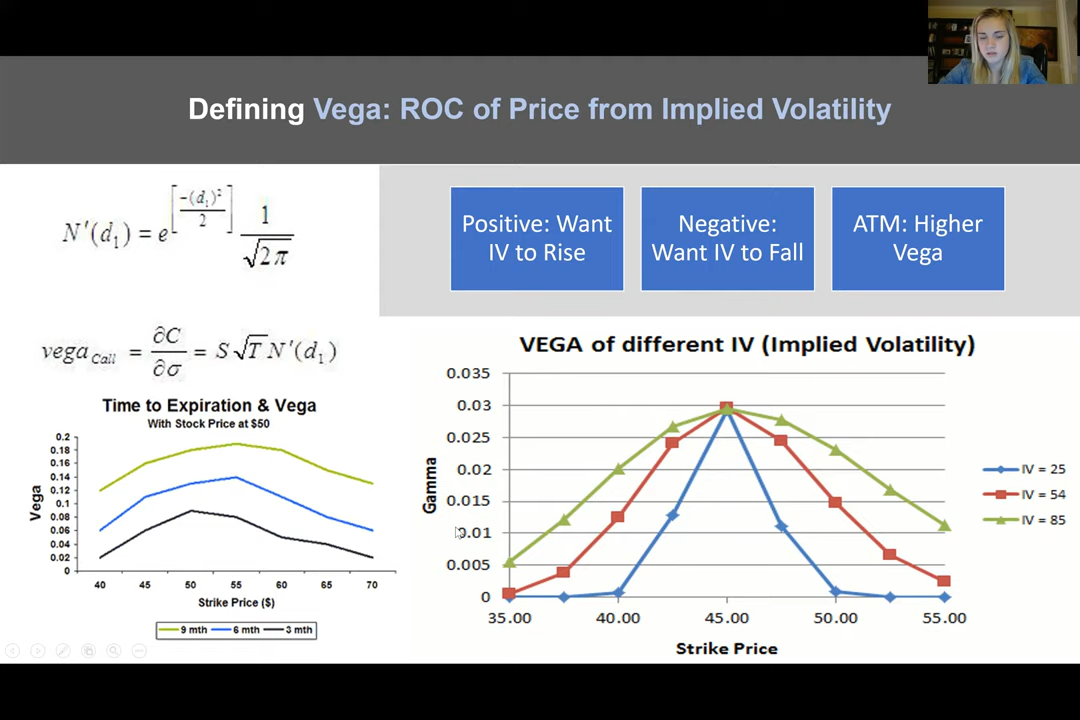 Defining Vega: ROC of Price from Implied Volatility
N'(d₁) = e^[-(d₁)²/2] 1/√2π
vega Call = ∂C/∂σ = S√T N'(d₁)
Positive: Want
IV to Rise
Negative:
Want IV to Fall
ATM: Higher
Vega
Time to Expiration & Vega
With Stock Price at $50
Vega
0.2
0.18
0.16
0.14
0.12
0.1
0.08
0.06
0.04
0.02
0
40 45 50 55 60 65 70
Strike Price ($)
9 mth 6 mth 3 mth
VEGA of different IV (Implied Volatility)
Gamma
0.035
0.03
0.025
0.02
0.015
0.01
0.005
0
35.00 40.00 45.00 50.00 55.00
Strike Price
IV = 25
IV = 54
IV = 85